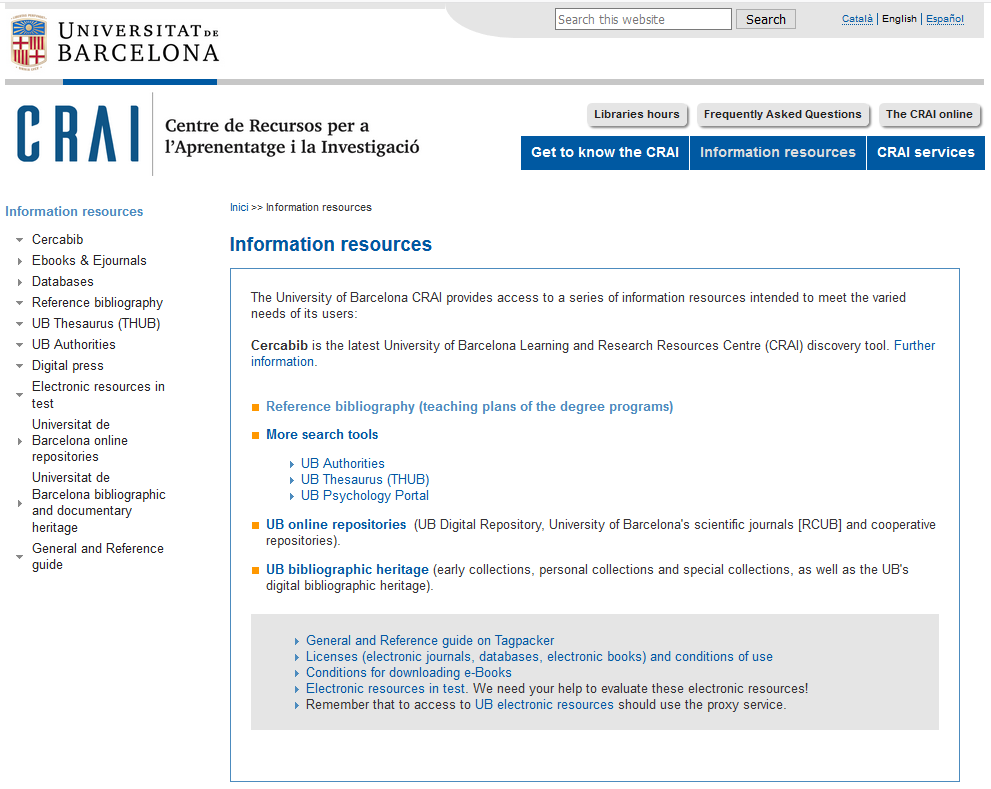 UNIVERSITAT DE
BARCELONA
Search this website
Search
Català | English | Español
CRAI
Centre de Recursos per a
l'Aprenentatge i la Investigació
Libraries hours
Frequently Asked Questions
The CRAI online
Get to know the CRAI
Information resources
CRAI services
Information resources
Cercabib
Ebooks & Ejournals
Databases
Reference bibliography
UB Thesaurus (THUB)
UB Authorities
Digital press
Electronic resources in
test
Universitat de
Barcelona online
repositories
Universitat de
Barcelona bibliographic
and documentary
heritage
General and Reference
guide
Inici >> Information resources
Information resources
The University of Barcelona CRAI provides access to a series of information resources intended to meet the varied
needs of its users:
Cercabib is the latest University of Barcelona Learning and Research Resources Centre (CRAI) discovery tool. Further
information.
Reference bibliography (teaching plans of the degree programs)
More search tools
UB Authorities
UB Thesaurus (THUB)
UB Psychology Portal
UB online repositories (UB Digital Repository, University of Barcelona's scientific journals [RCUB] and cooperative
repositories).
UB bibliographic heritage (early collections, personal collections and special collections, as well as the UB's
digital bibliographic heritage).
General and Reference guide on Tagpacker
Licenses (electronic journals, databases, electronic books) and conditions of use
Conditions for downloading e-Books
Electronic resources in test. We need your help to evaluate these electronic resources!
Remember that to access to UB electronic resources should use the proxy service.